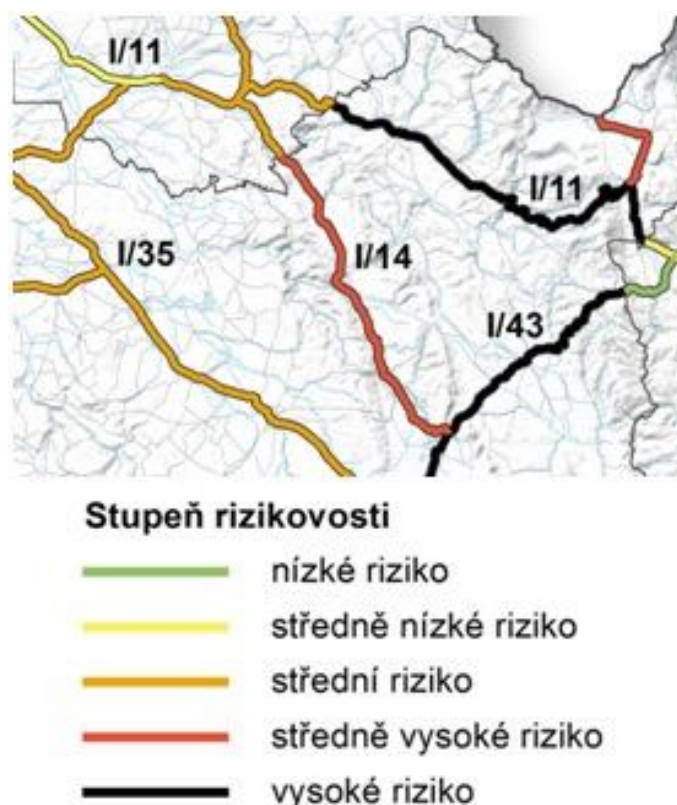 I/11
I/11
I/35
I/14
I/43
Stupeň rizikovosti
nízké riziko
středně nízké riziko
střední riziko
středně vysoké riziko
vysoké riziko